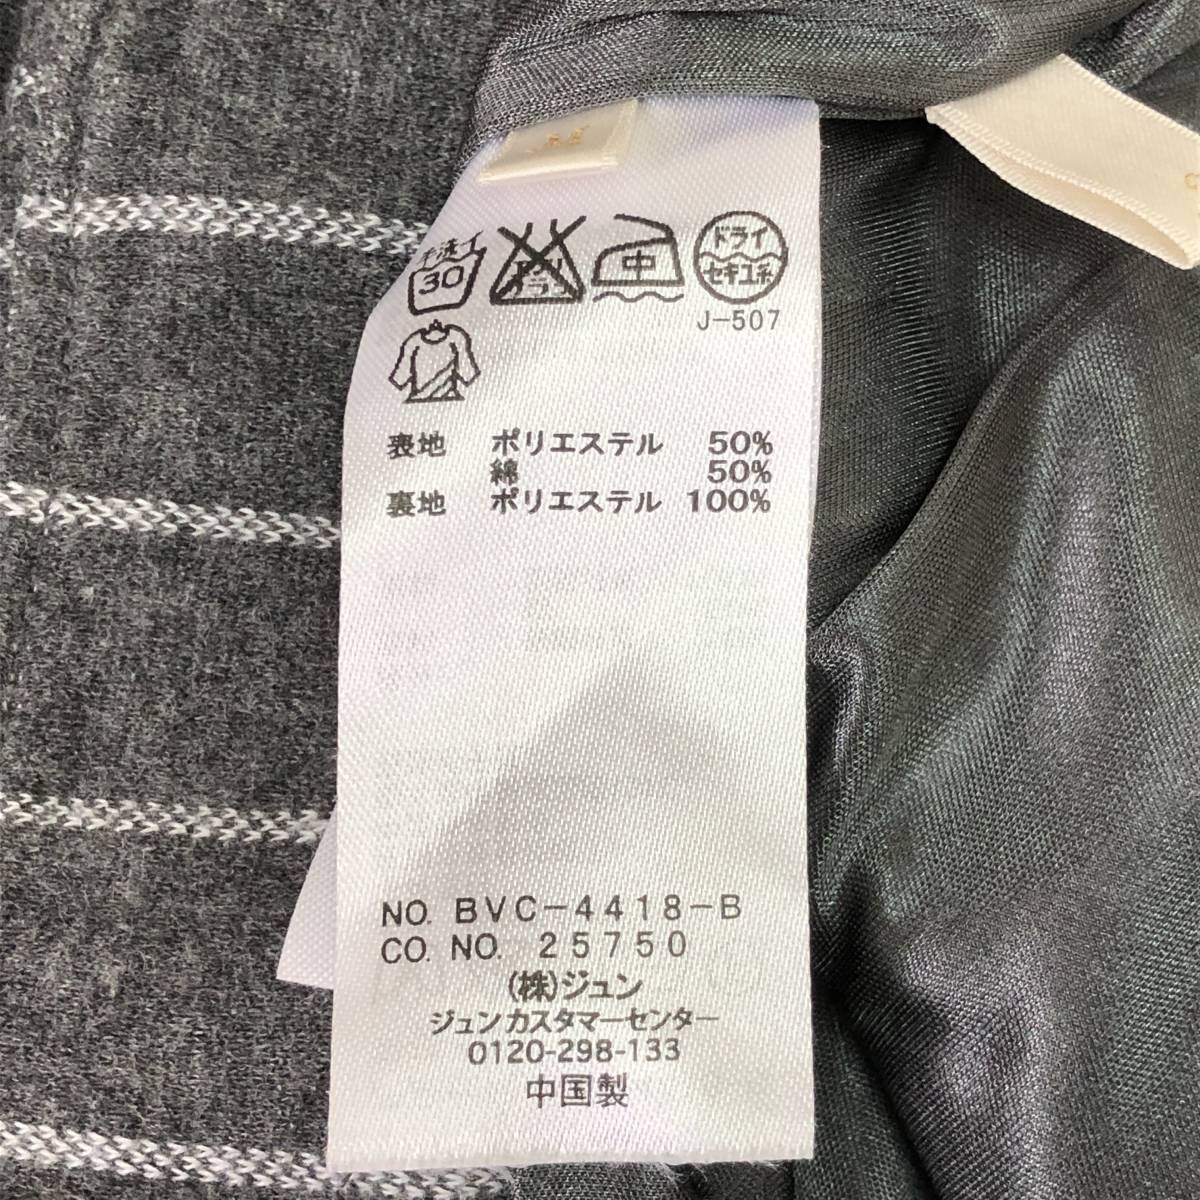 手洗イ
30
中
ドライ
セキユ系
J-507
表地 ポリエステル 50%
綿 50%
裏地 ポリエステル 100%
NO. BVC-4418-B
CO. NO. 25750
(株)ジュン
ジュンカスタマーセンター
0120-298-133
中国製